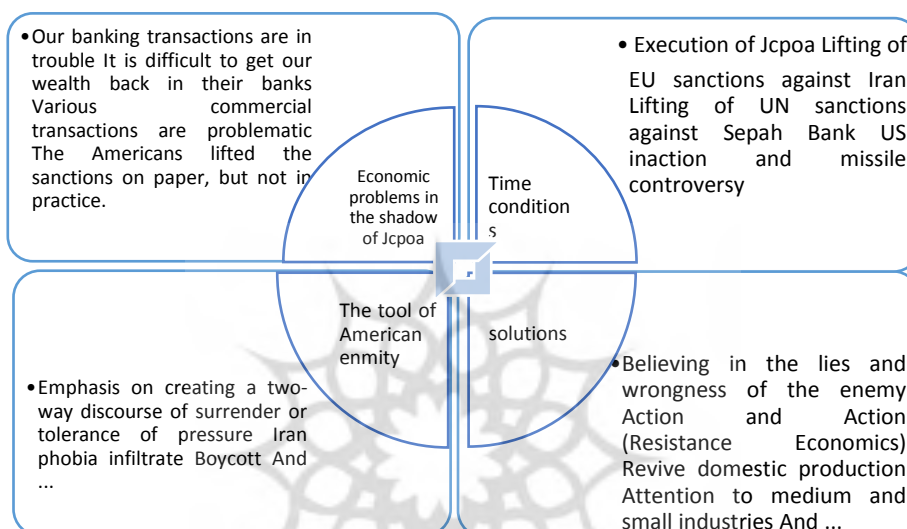 •Our banking transactions are in
trouble It is difficult to get our
wealth back in their banks
Various commercial
transactions are problematic
The Americans lifted the
sanctions on paper, but not in
practice.
Economic
problems in
the shadow
of Jcpoa
• Execution of Jcpoa Lifting of
EU sanctions against Iran
Lifting of UN sanctions
against Sepah Bank US
inaction and missile
controversy
Time
condition
s
The tool of
American
enmity
•Emphasis on creating a two-
way discourse of surrender or
tolerance of pressure Iran
phobia infiltrate Boycott And
...
solutions
•Believing in the lies and
wrongness of the enemy
Action and Action
(Resistance Economics)
Revive domestic production
Attention to medium and
small industries And ...